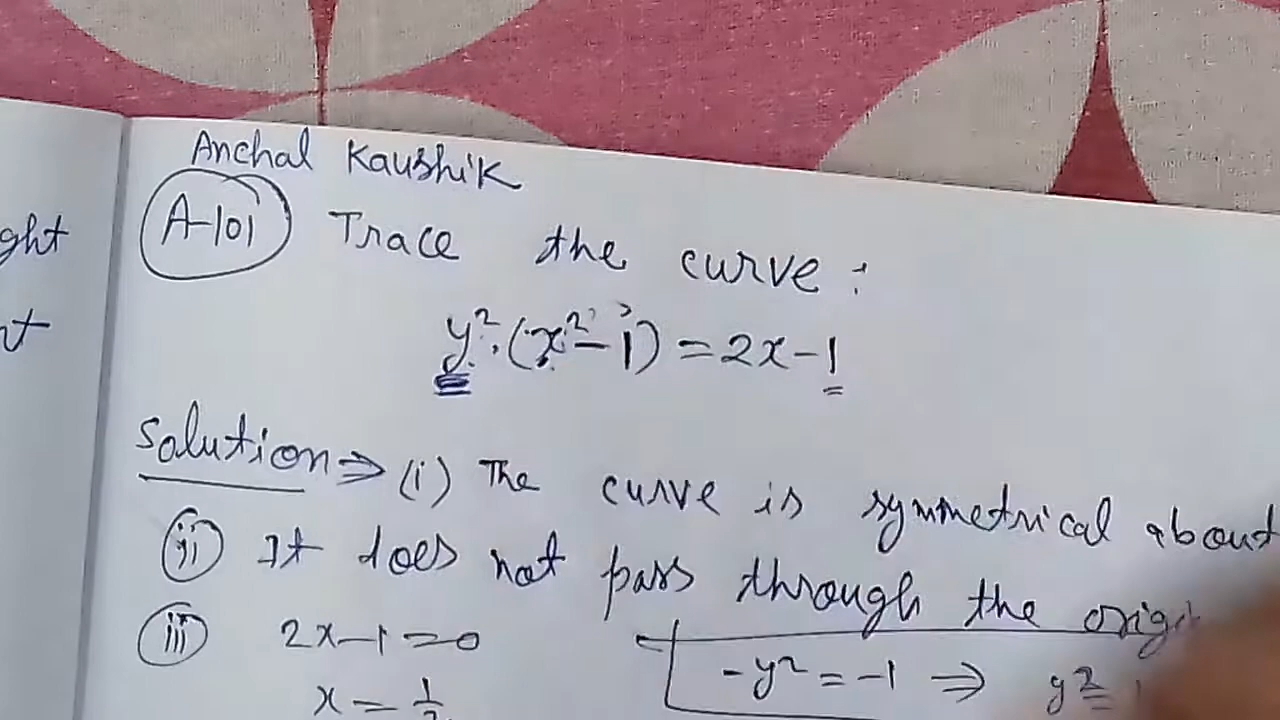 Anchal Kaushik
A-101 Trace the curve :
y².(x²-1) = 2x-1
Solution ⇒ (i) The curve is symmetrical about
(ii) It does not pass through the
(iii) 2x-1=0
-y² = -1 ⇒
x =
ght